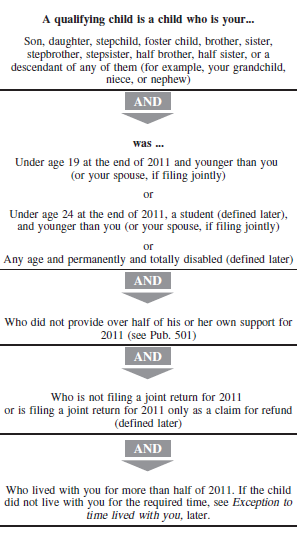 A qualifying child is a child who is your...
Son, daughter, stepchild, foster child, brother, sister,
stepbrother, stepsister, half brother, half sister, or a
descendant of any of them (for example, your grandchild,
niece, or nephew)
AND
was ...
Under age 19 at the end of 2011 and younger than you
(or your spouse, if filing jointly)
or
Under age 24 at the end of 2011, a student (defined later),
and younger than you (or your spouse, if filing jointly)
or
Any age and permanently and totally disabled (defined later)
AND
Who did not provide over half of his or her own support for
2011 (see Pub. 501)
AND
Who is not filing a joint return for 2011
or is filing a joint return for 2011 only as a claim for refund
(defined later)
AND
Who lived with you for more than half of 2011. If the child
did not live with you for the required time, see Exception to
time lived with you, later.